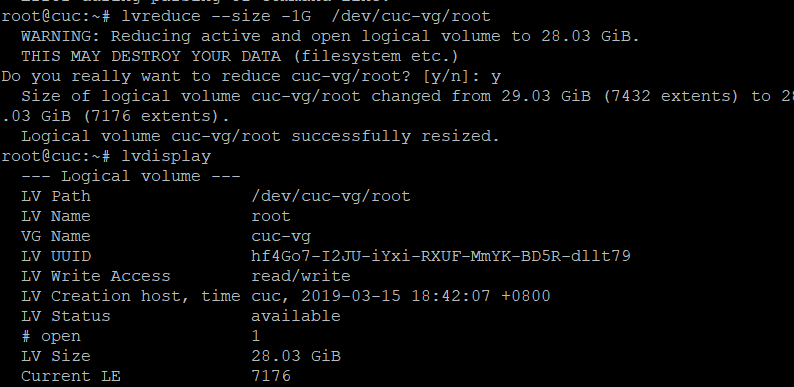 root@cuc:~# lvreduce --size -1G  /dev/cuc-vg/root
  WARNING: Reducing active and open logical volume to 28.03 GiB.
  THIS MAY DESTROY YOUR DATA (filesystem etc.)
Do you really want to reduce cuc-vg/root? [y/n]: y
  Size of logical volume cuc-vg/root changed from 29.03 GiB (7432 extents) to 28
.03 GiB (7176 extents).
  Logical volume cuc-vg/root successfully resized.
root@cuc:~# lvdisplay
  --- Logical volume ---
  LV Path                /dev/cuc-vg/root
  LV Name                root
  VG Name                cuc-vg
  LV UUID                hf4Go7-I2JU-iYxi-RXUF-MmYK-BD5R-dllt79
  LV Write Access        read/write
  LV Creation host, time cuc, 2019-03-15 18:42:07 +0800
  LV Status              available
  # open                 1
  LV Size                28.03 GiB
  Current LE             7176